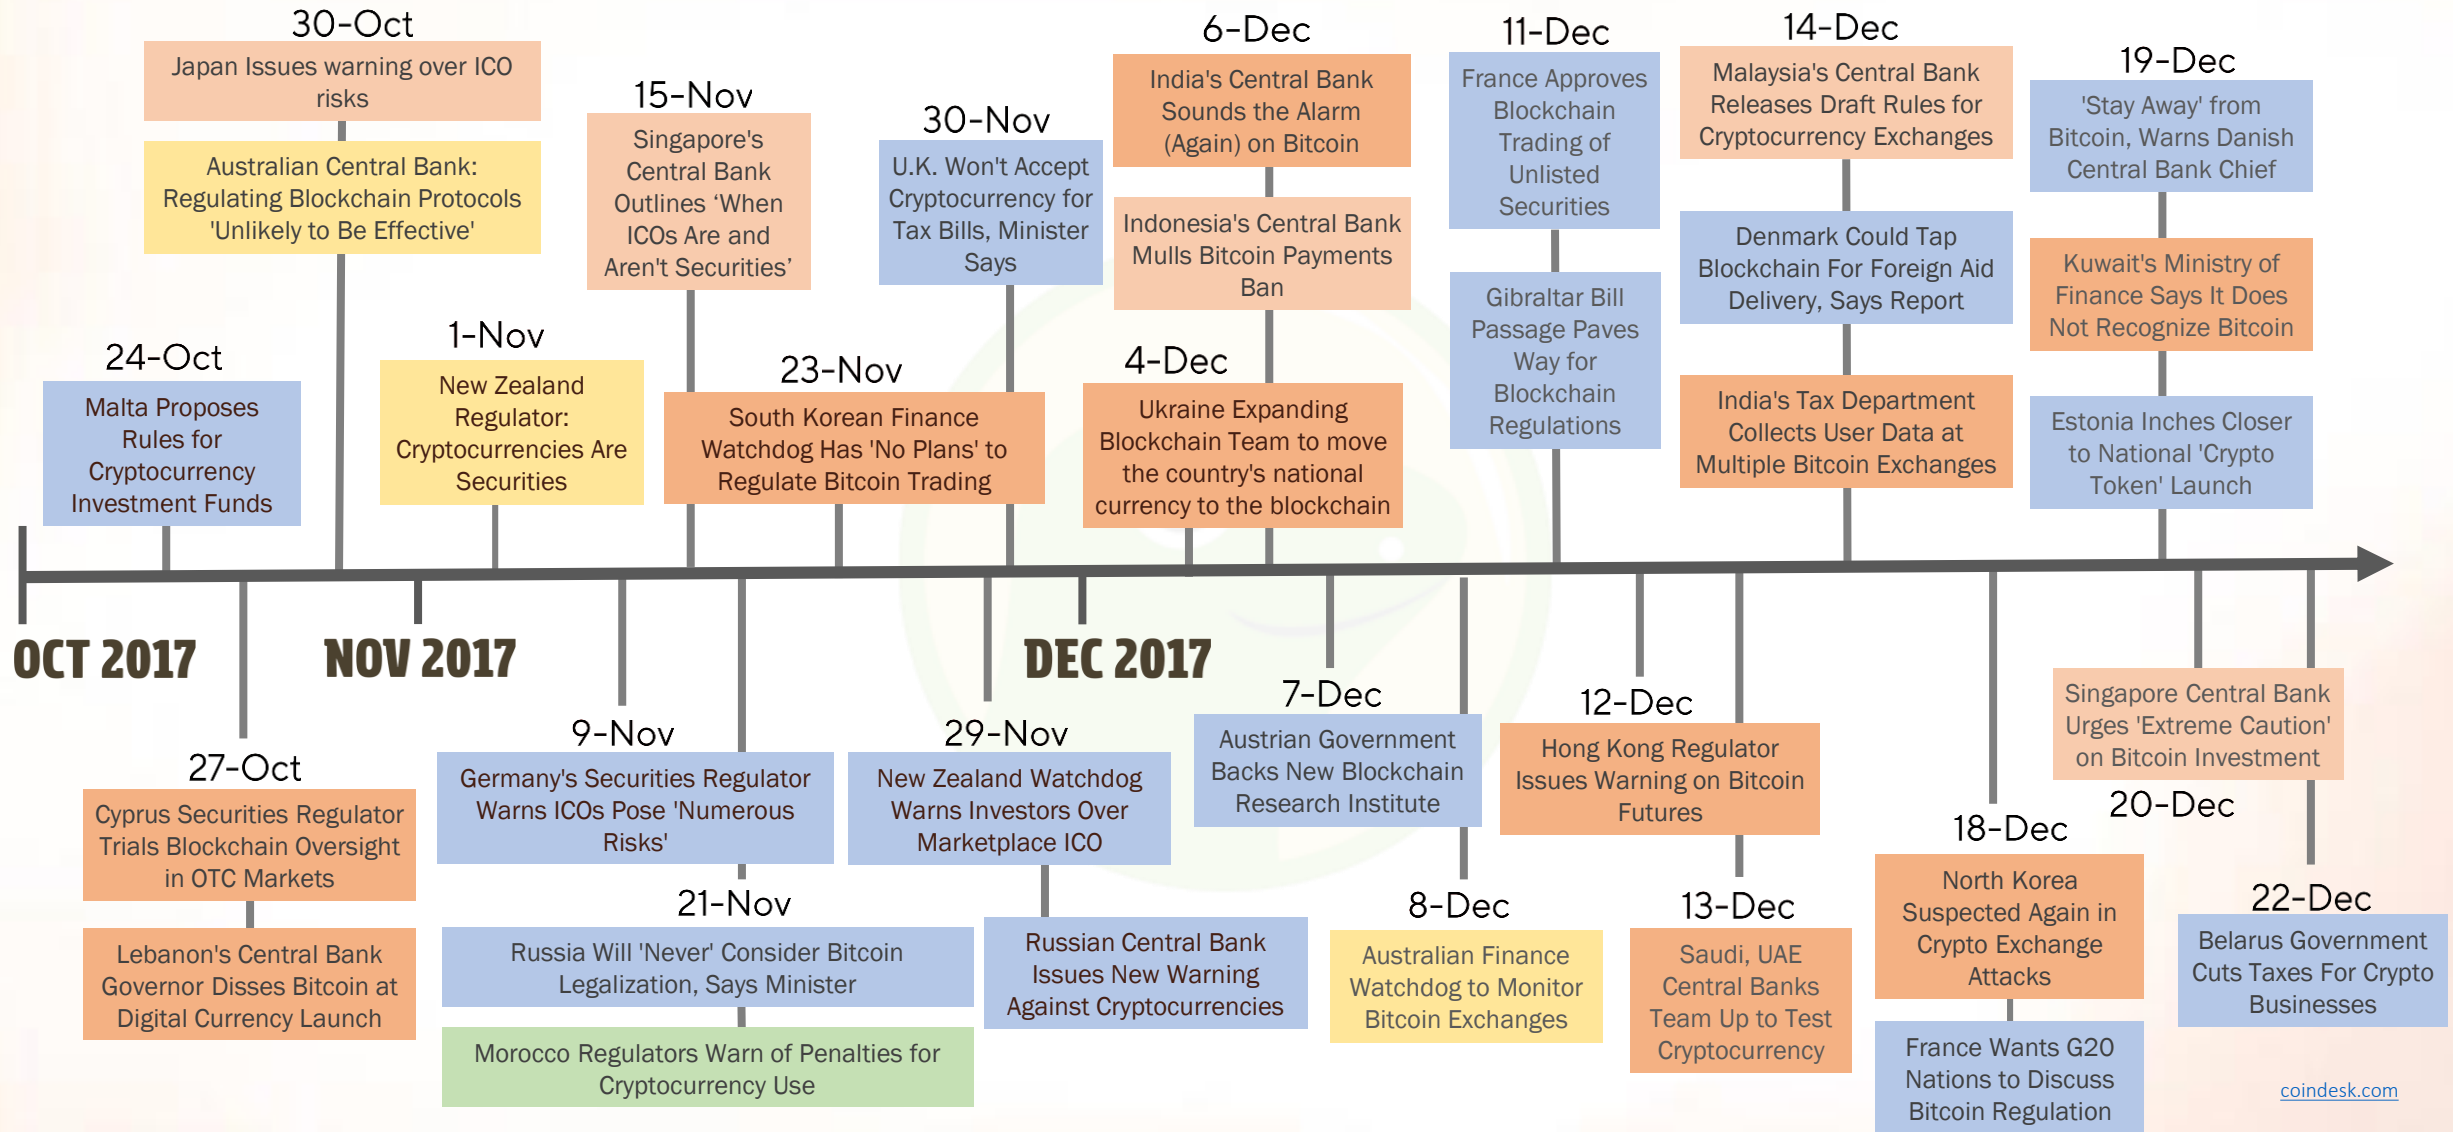 30-Oct
Japan Issues warning over ICO
risks
Australian Central Bank:
Regulating Blockchain Protocols
'Unlikely to Be Effective'
24-Oct
Malta Proposes
Rules for
Cryptocurrency
Investment Funds
1-Nov
New Zealand
Regulator:
Cryptocurrencies Are
Securities
15-Nov
Singapore's
Central Bank
Outlines ‘When
ICOs Are and
Aren't Securities’
23-Nov
South Korean Finance
Watchdog Has 'No Plans' to
Regulate Bitcoin Trading
30-Nov
U.K. Won't Accept
Cryptocurrency for
Tax Bills, Minister
Says
6-Dec
India's Central Bank
Sounds the Alarm
(Again) on Bitcoin
Indonesia's Central Bank
Mulls Bitcoin Payments
Ban
4-Dec
Ukraine Expanding
Blockchain Team to move
the country's national
currency to the blockchain
11-Dec
France Approves
Blockchain
Trading of
Unlisted
Securities
Gibraltar Bill
Passage Paves
Way for
Blockchain
Regulations
14-Dec
Malaysia's Central Bank
Releases Draft Rules for
Cryptocurrency Exchanges
Denmark Could Tap
Blockchain For Foreign Aid
Delivery, Says Report
India's Tax Department
Collects User Data at
Multiple Bitcoin Exchanges
19-Dec
'Stay Away' from
Bitcoin, Warns Danish
Central Bank Chief
Kuwait's Ministry of
Finance Says It Does
Not Recognize Bitcoin
Estonia Inches Closer
to National 'Crypto
Token' Launch
OCT 2017
NOV 2017
DEC 2017
27-Oct
Cyprus Securities Regulator
Trials Blockchain Oversight
in OTC Markets
Lebanon's Central Bank
Governor Disses Bitcoin at
Digital Currency Launch
9-Nov
Germany's Securities Regulator
Warns ICOs Pose 'Numerous
Risks'
21-Nov
Russia Will 'Never' Consider Bitcoin
Legalization, Says Minister
Morocco Regulators Warn of Penalties for
Cryptocurrency Use
29-Nov
New Zealand Watchdog
Warns Investors Over
Marketplace ICO
Russian Central Bank
Issues New Warning
Against Cryptocurrencies
7-Dec
Austrian Government
Backs New Blockchain
Research Institute
8-Dec
Australian Finance
Watchdog to Monitor
Bitcoin Exchanges
12-Dec
Hong Kong Regulator
Issues Warning on Bitcoin
Futures
13-Dec
Saudi, UAE
Central Banks
Team Up to Test
Cryptocurrency
18-Dec
North Korea
Suspected Again in
Crypto Exchange
Attacks
France Wants G20
Nations to Discuss
Bitcoin Regulation
Singapore Central Bank
Urges 'Extreme Caution'
on Bitcoin Investment
20-Dec
22-Dec
Belarus Government
Cuts Taxes For Crypto
Businesses
coindesk.com